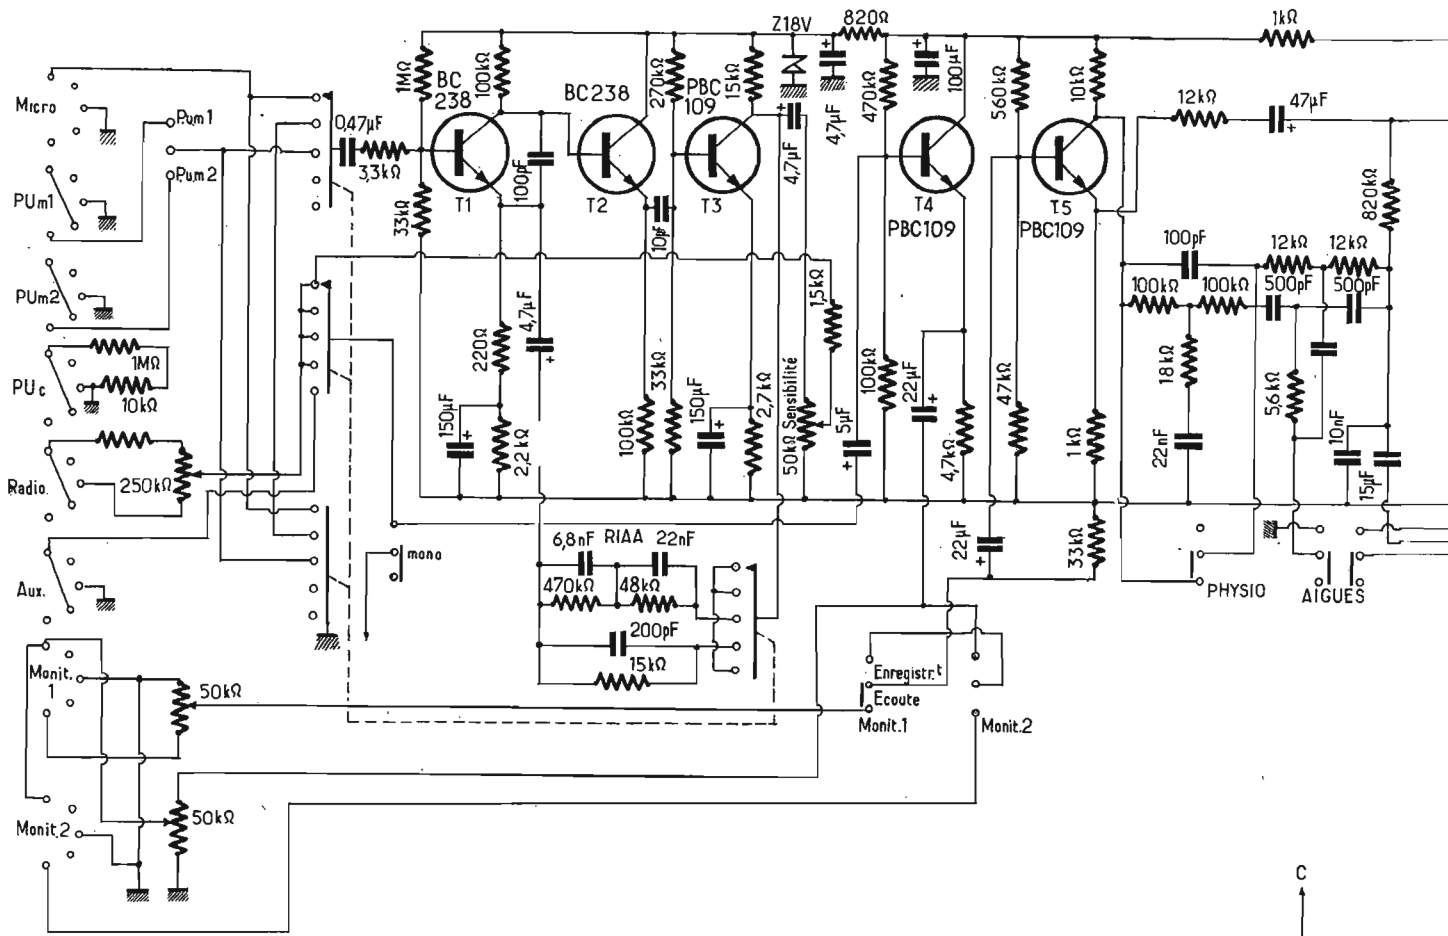 Z18V
820Ω
1kΩ
Micro
Pum1
Pum2
PUm1
PUm2
PUc
1MΩ
10kΩ
Radio
250kΩ
Aux.
Monit.
1
50kΩ
Monit.2
50kΩ
0,47µF
3,3kΩ
1MΩ
33kΩ
BC
238
100kΩ
T1
100pF
220Ω
4,7µF
+
150µF
+
2,2kΩ
BC238
T2
10µF
100kΩ
270kΩ
33kΩ
PBC
109
15kΩ
T3
4,7µF
+
4,7µF
+
150µF
+
2,7kΩ
50kΩ Sensibilité
1,5kΩ
5µF
+
470kΩ
100kΩ
100µF
+
T4
PBC109
22µF
+
4,7kΩ
560kΩ
47kΩ
10kΩ
T5
PBC109
1kΩ
22µF
+
33kΩ
12kΩ
47µF
+
820kΩ
100pF
12kΩ
12kΩ
100kΩ
100kΩ
500pF
500pF
18kΩ
22nF
5,6kΩ
10nF
15µF
PHYSIO
AIGUES
mono
6,8nF
RIAA
22nF
470kΩ
48kΩ
200pF
15kΩ
Enregistr.t
Ecoute
Monit.1
Monit.2
C